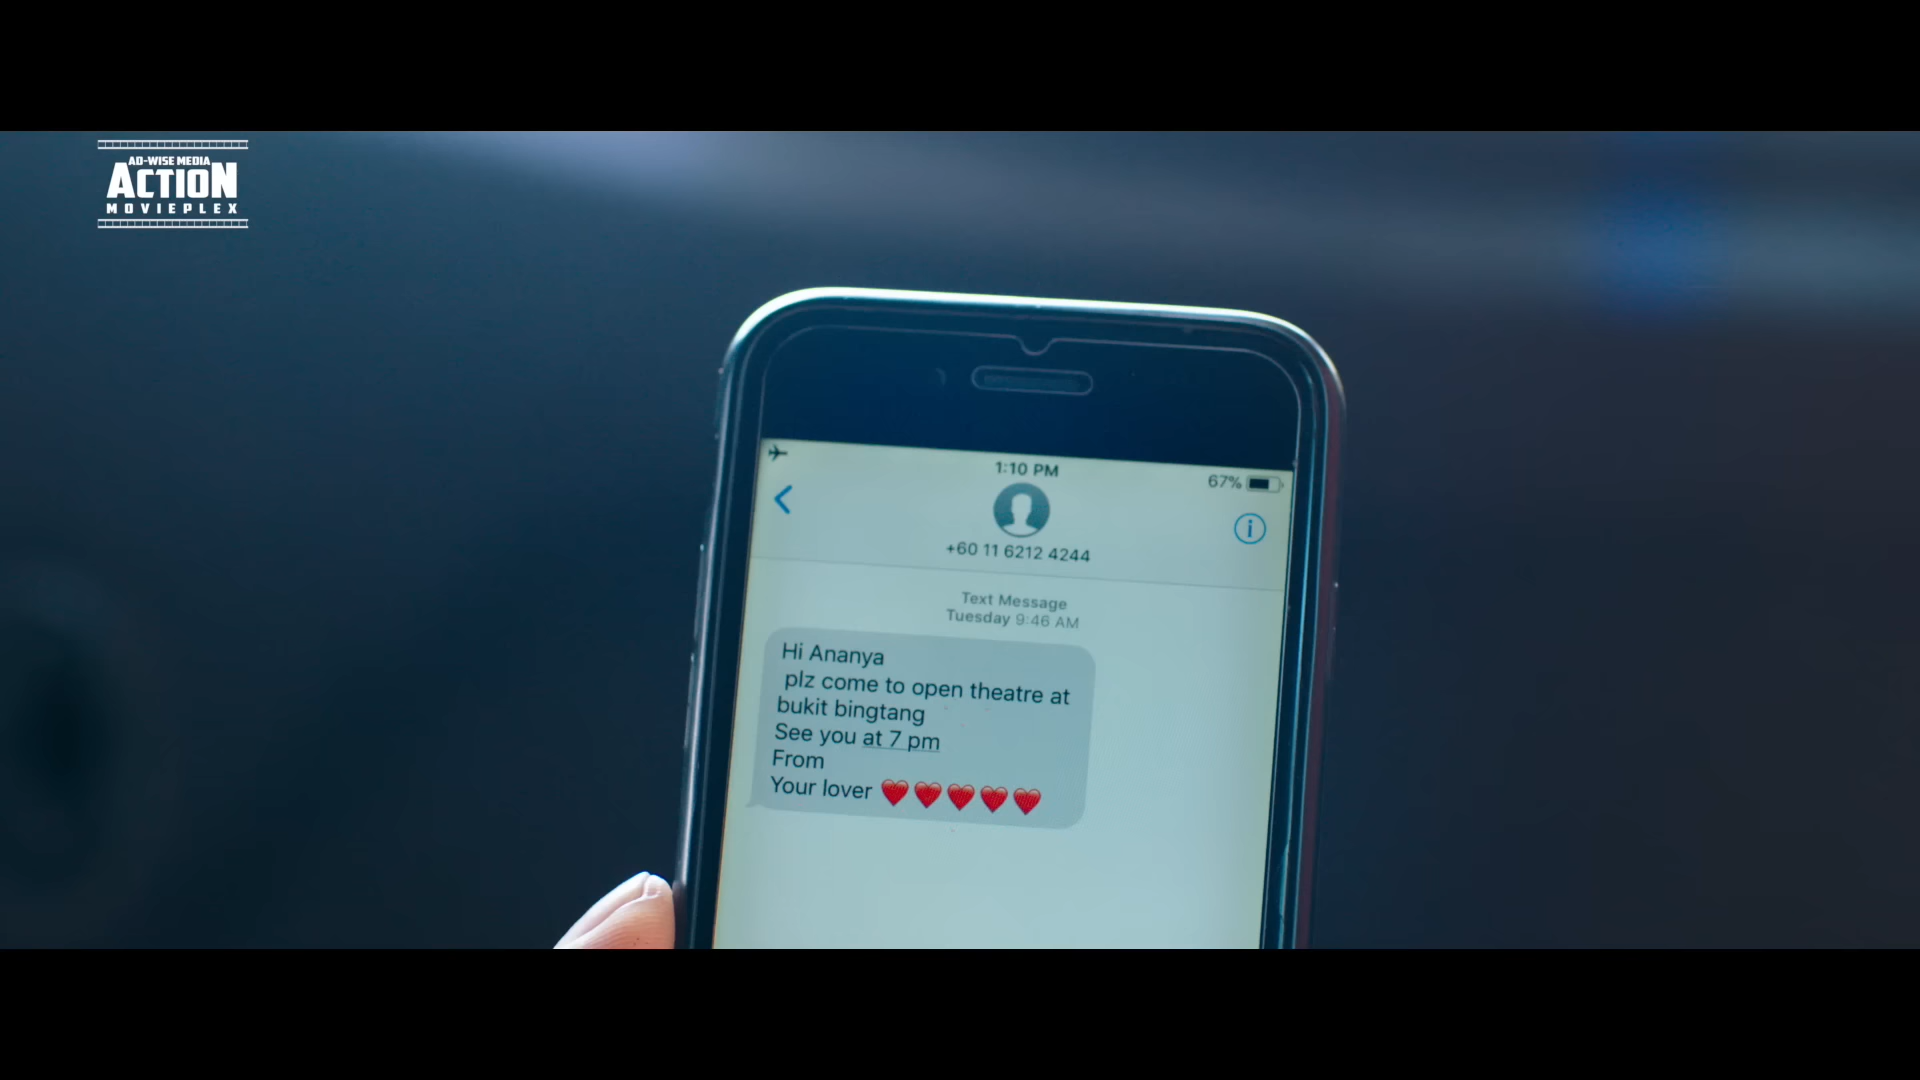 AD-WISE MEDIA
ACTION
MOVIEPLEX
1:10 PM
67%
+60 11 6212 4244
Text Message
Tuesday 9:46 AM
Hi Ananya
plz come to open theatre at
bukit bingtang
See you at 7 pm
From
Your lover ❤️❤️❤️❤️❤️